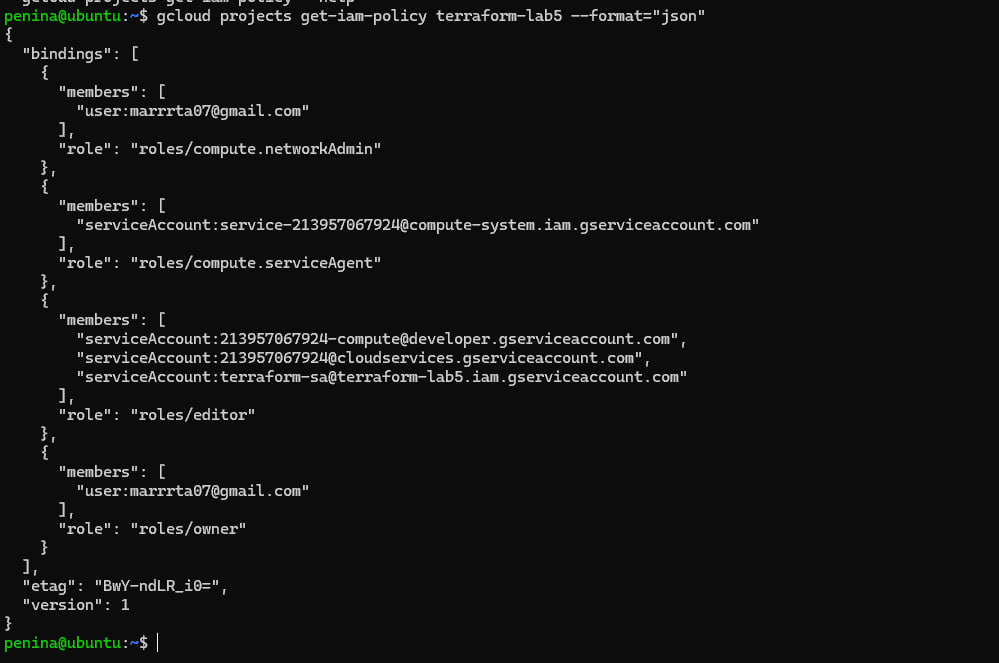 penina@ubuntu:~$ gcloud projects get-iam-policy terraform-lab5 --format="json"
{
  "bindings": [
    {
      "members": [
        "user:marrrta07@gmail.com"
      ],
      "role": "roles/compute.networkAdmin"
    },
    {
      "members": [
        "serviceAccount:service-213957067924@compute-system.iam.gserviceaccount.com"
      ],
      "role": "roles/compute.serviceAgent"
    },
    {
      "members": [
        "serviceAccount:213957067924-compute@developer.gserviceaccount.com",
        "serviceAccount:213957067924@cloudservices.gserviceaccount.com",
        "serviceAccount:terraform-sa@terraform-lab5.iam.gserviceaccount.com"
      ],
      "role": "roles/editor"
    },
    {
      "members": [
        "user:marrrta07@gmail.com"
      ],
      "role": "roles/owner"
    }
  ],
  "etag": "BwY-ndLR_i0=",
  "version": 1
}
penina@ubuntu:~$